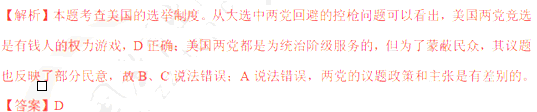 【解析】本题考查美国的选举制度。从大选中两党回避的控枪问题可以看出，美国两党竞选
是有钱人的权力游戏，D 正确；美国两党都是为统治阶级服务的，但为了蒙蔽民众，其议题
也反映了部分民意，故 B、C 说法错误；A 说法错误，两党的议题政策和主张是有差别的。
【答案】D